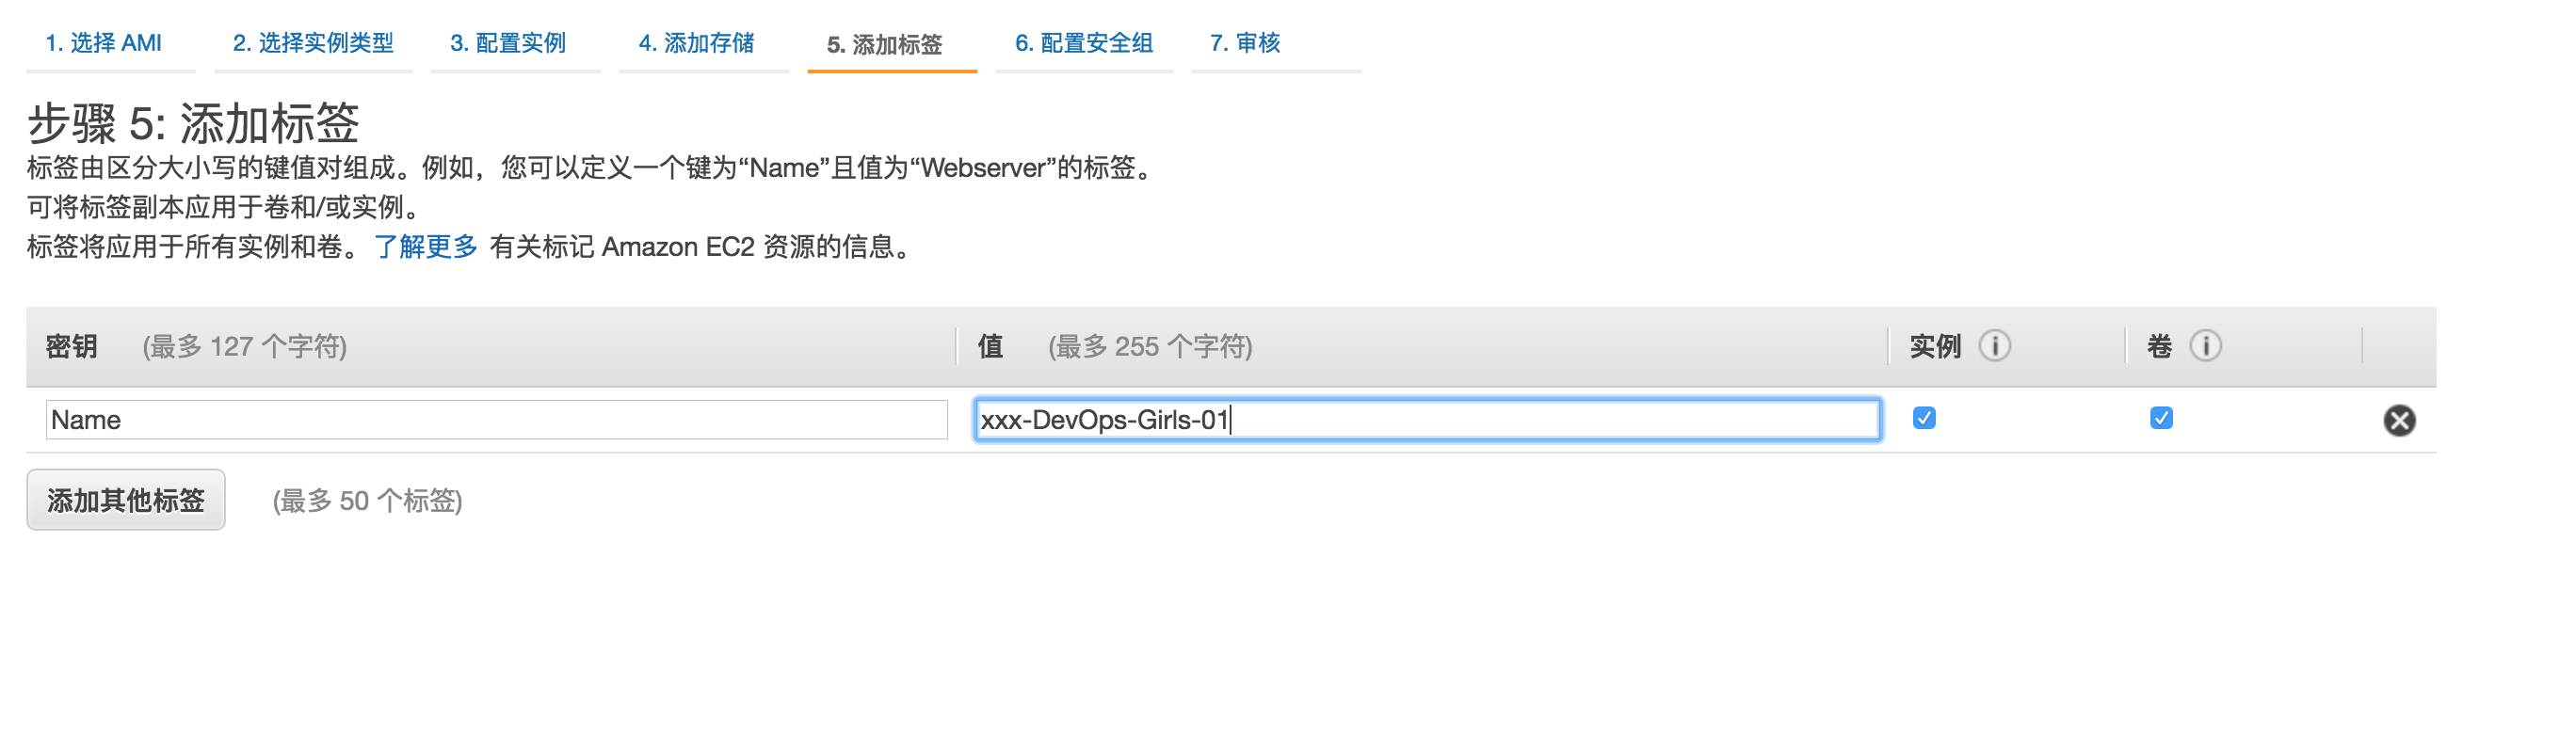 1. 选择 AMI 2. 选择实例类型 3. 配置实例 4. 添加存储 5. 添加标签 6. 配置安全组 7. 审核
步骤 5: 添加标签
标签由区分大小写的键值对组成。例如，您可以定义一个键为“Name”且值为“Webserver”的标签。
可将标签副本应用于卷和/或实例。
标签将应用于所有实例和卷。 了解更多 有关标记 Amazon EC2 资源的信息。
密钥 (最多 127 个字符) 值 (最多 255 个字符) 实例 卷
Name xxx-DevOps-Girls-01
添加其他标签 (最多 50 个标签)